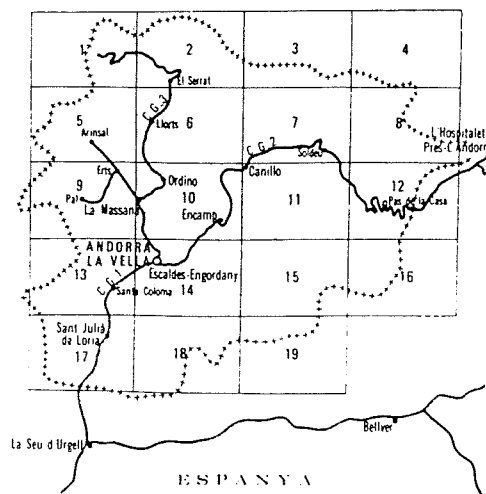 1
2
3
4
El Serrat
C.G.3
5
6
7
8
Arinsal
Llorts
L'Hospitalet
Pres-L'Andorra
C.G.2
Soldeu
Canillo
9
Erts
Pal
Ordino
10
11
12
Pas de la Casa
La Massana
Encamp
ANDORRA
LA VELLA
13
Escaldes-Engordany
14
15
16
C.G.1
Santa Coloma
Sant Julià
de Lòria
17
18
19
La Seu d'Urgell
Bellver
ESPANYA